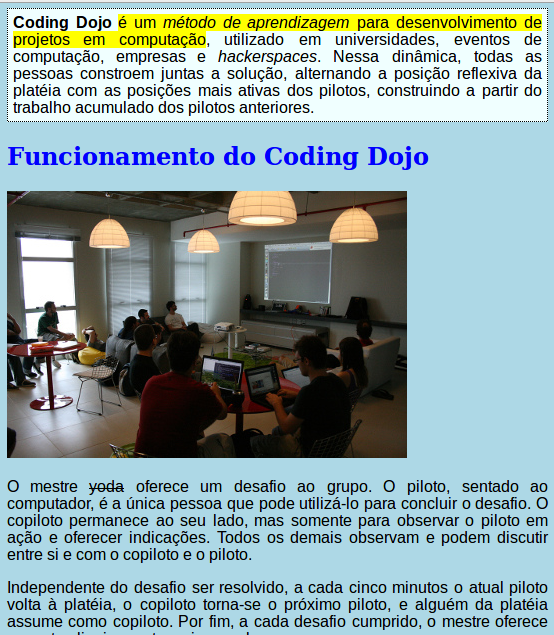 Coding Dojo é um método de aprendizagem para desenvolvimento de
projetos em computação, utilizado em universidades, eventos de
computação, empresas e hackerspaces. Nessa dinâmica, todas as
pessoas constroem juntas a solução, alternando a posição reflexiva da
platéia com as posições mais ativas dos pilotos, construindo a partir do
trabalho acumulado dos pilotos anteriores.
Funcionamento do Coding Dojo
O mestre yoda oferece um desafio ao grupo. O piloto, sentado ao
computador, é a única pessoa que pode utilizá-lo para concluir o desafio. O
copiloto permanece ao seu lado, mas somente para observar o piloto em
ação e oferecer indicações. Todos os demais observam e podem discutir
entre si e com o copiloto e o piloto.
Independente do desafio ser resolvido, a cada cinco minutos o atual piloto
volta à platéia, o copiloto torna-se o próximo piloto, e alguém da platéia
assume como copiloto. Por fim, a cada desafio cumprido, o mestre oferece